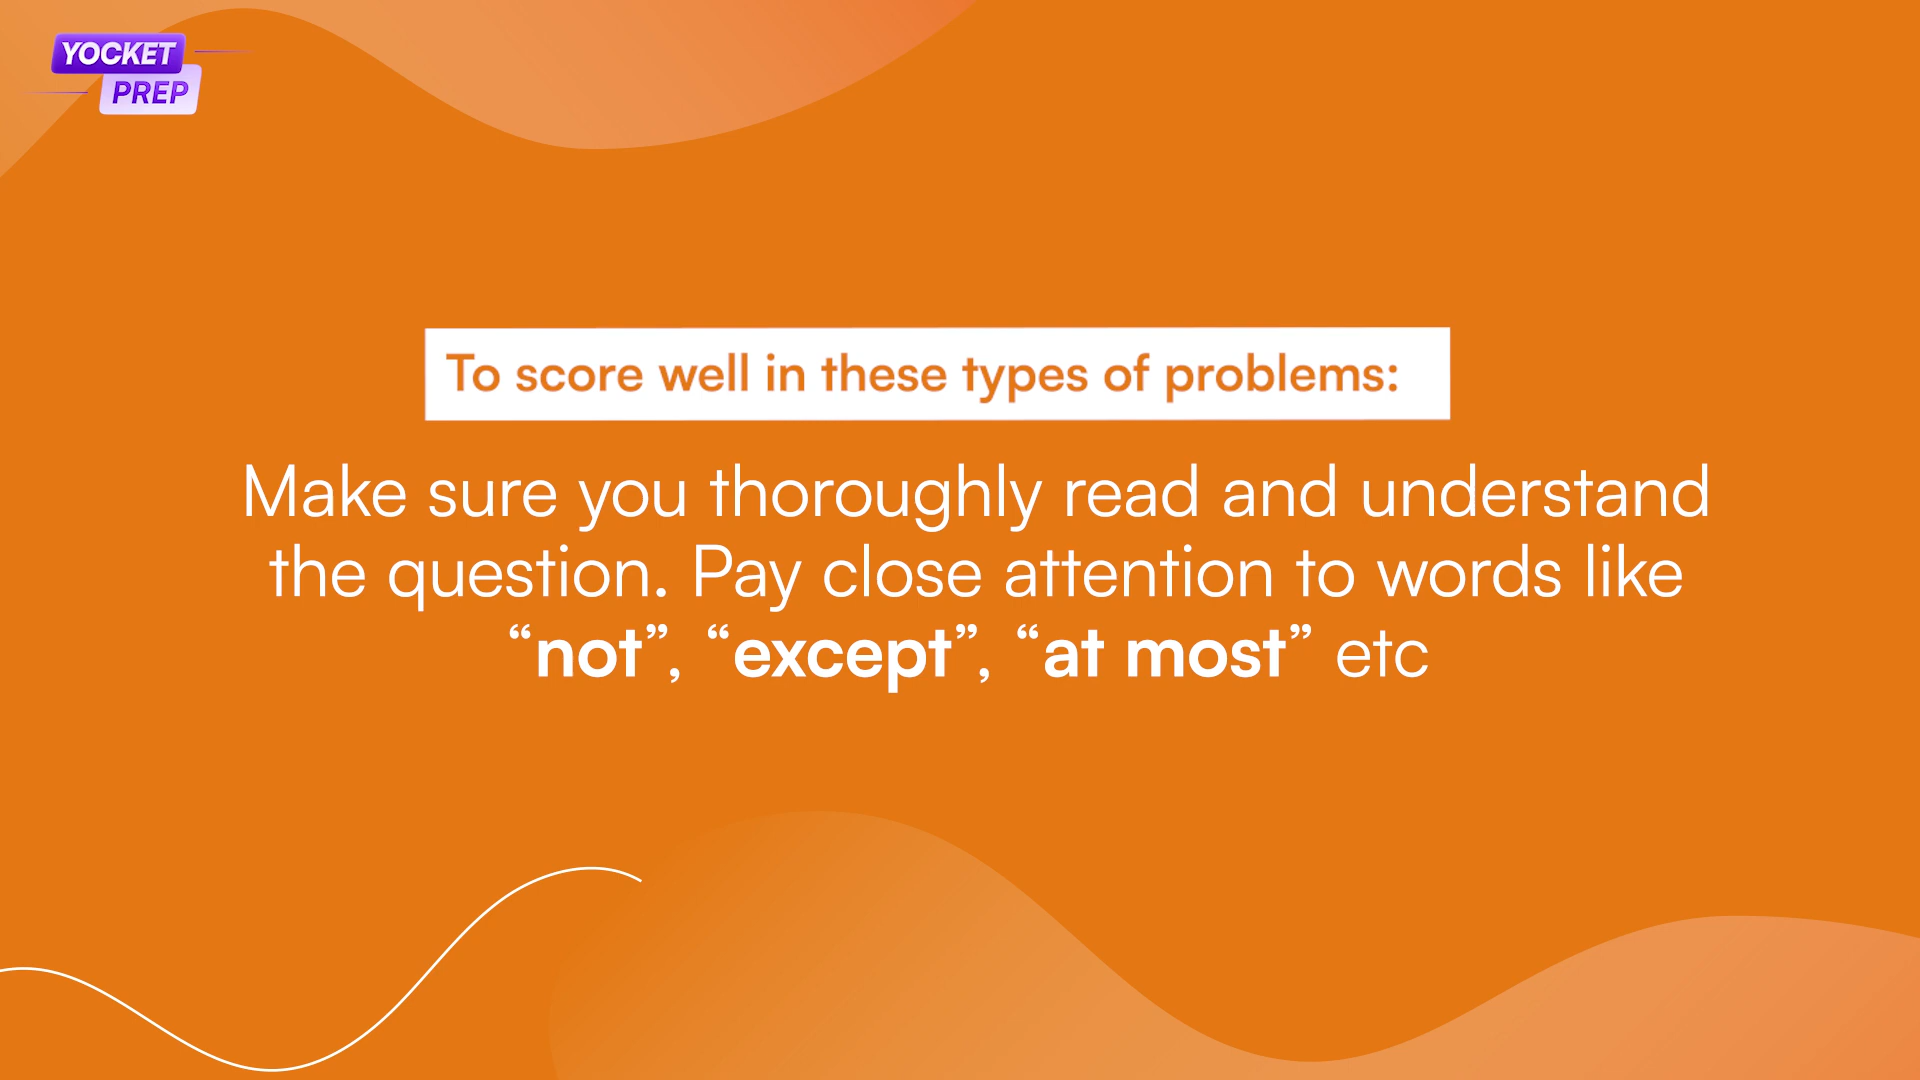 YOCKET
PREP
To score well in these types of problems:
Make sure you thoroughly read and understand
the question. Pay close attention to words like
“not”, “except”, “at most” etc